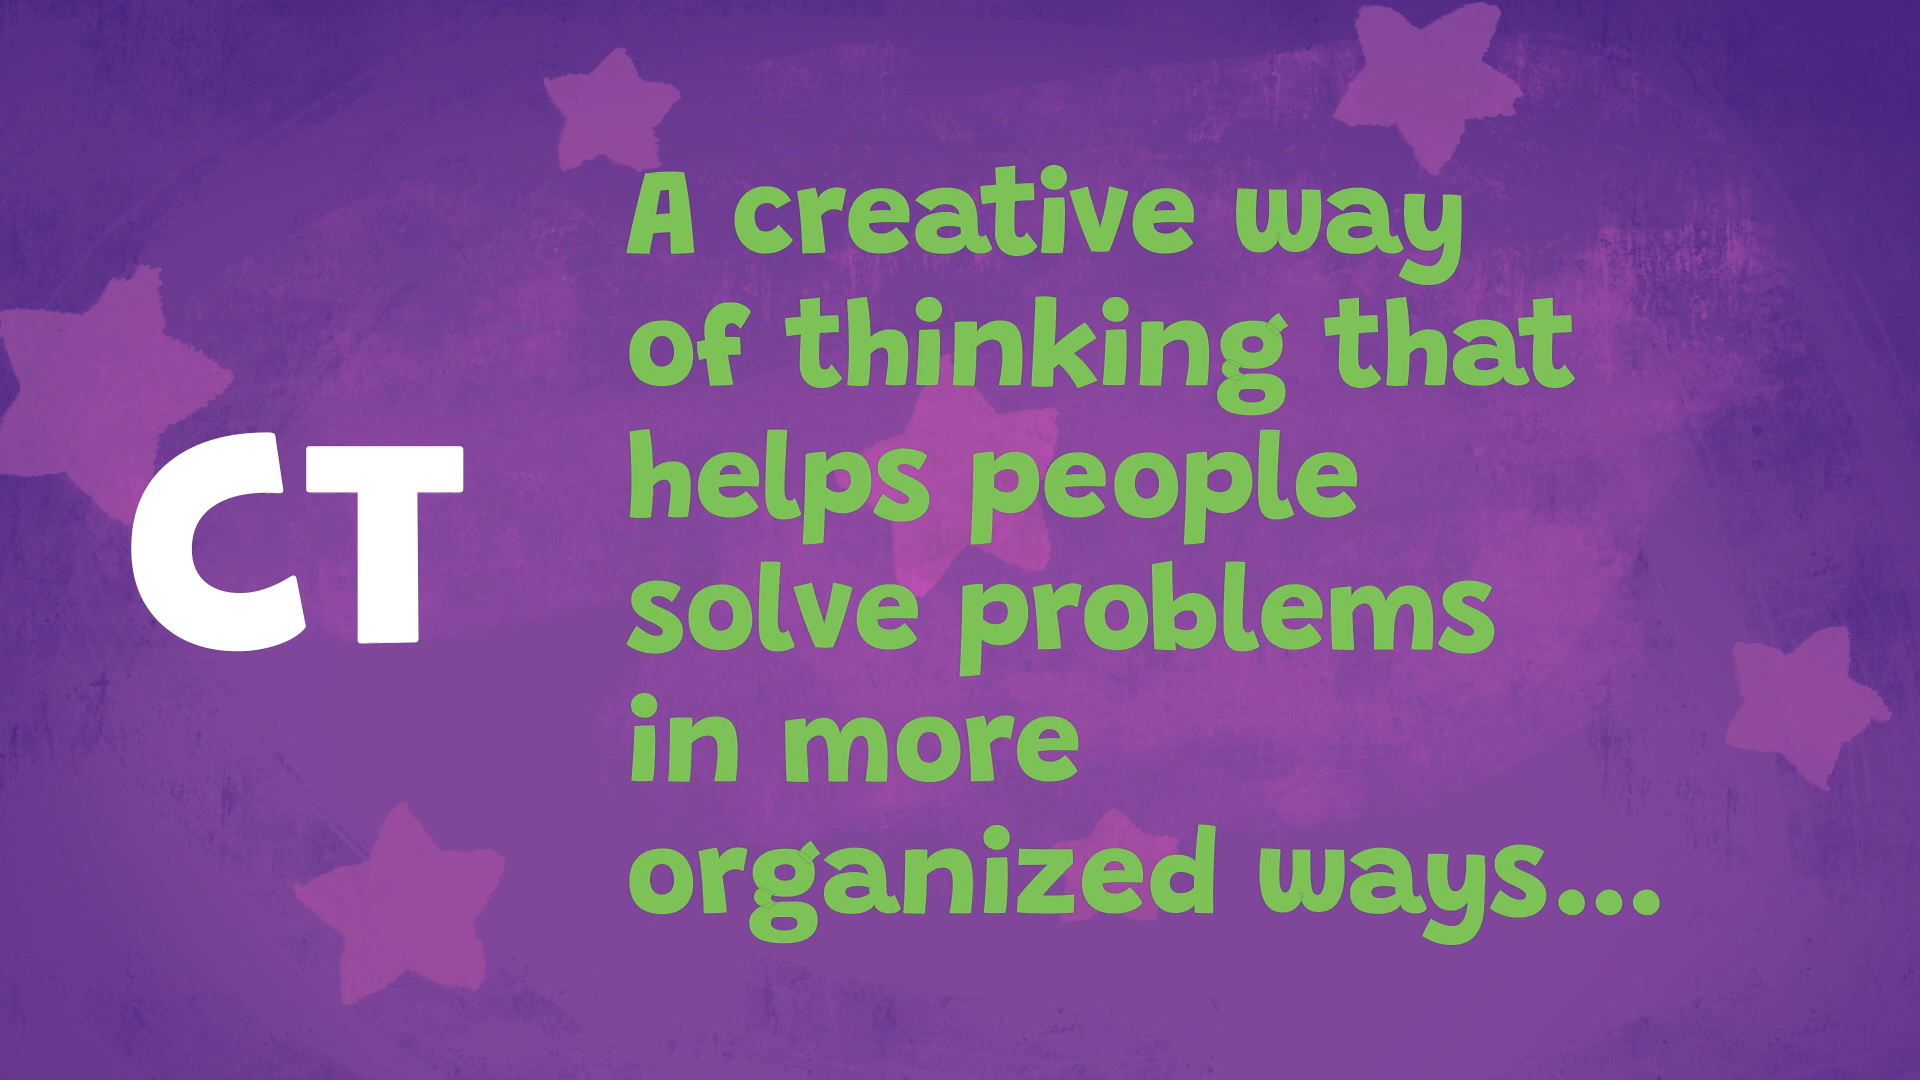 CT
A creative way
of thinking that
helps people
solve problems
in more
organized ways...